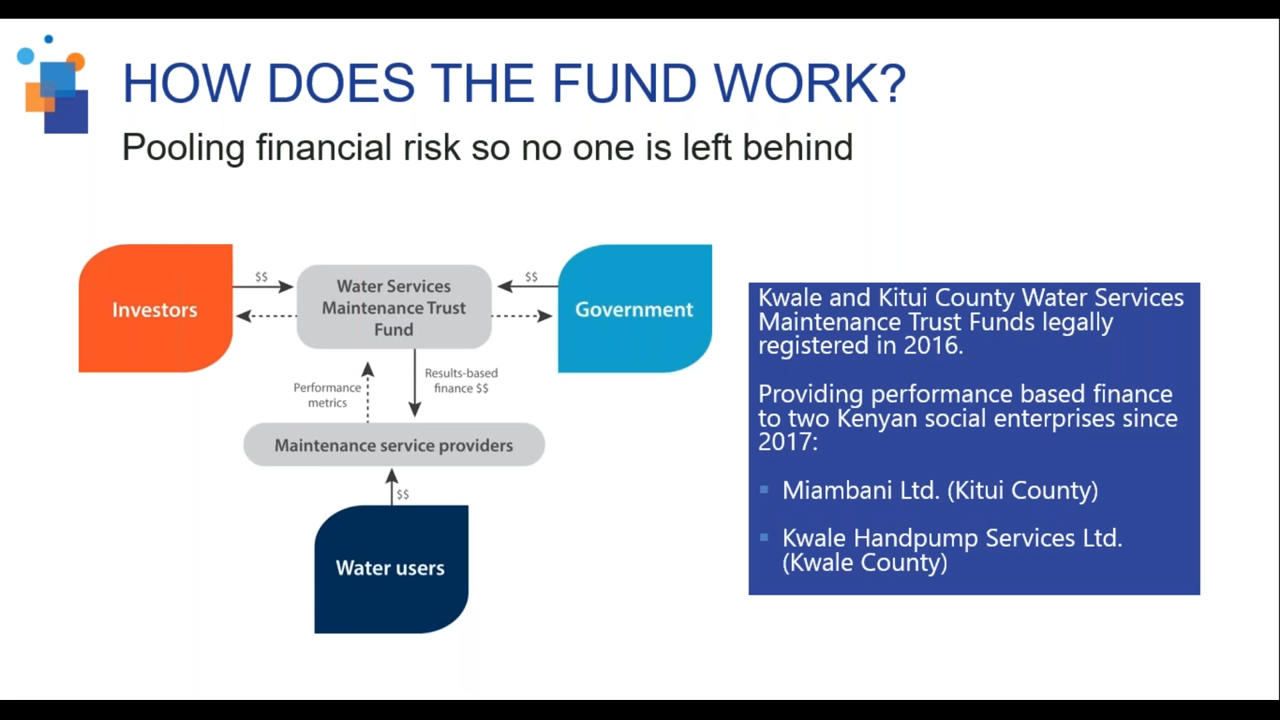 HOW DOES THE FUND WORK?
Pooling financial risk so no one is left behind
Investors
$$
Water Services
Maintenance Trust
Fund
$$
Government
Performance
metrics
Results-based
finance $$
Maintenance service providers
$$
Water users
Kwale and Kitui County Water Services
Maintenance Trust Funds legally
registered in 2016.
Providing performance based finance
to two Kenyan social enterprises since
2017:
Miambani Ltd. (Kitui County)
Kwale Handpump Services Ltd.
(Kwale County)